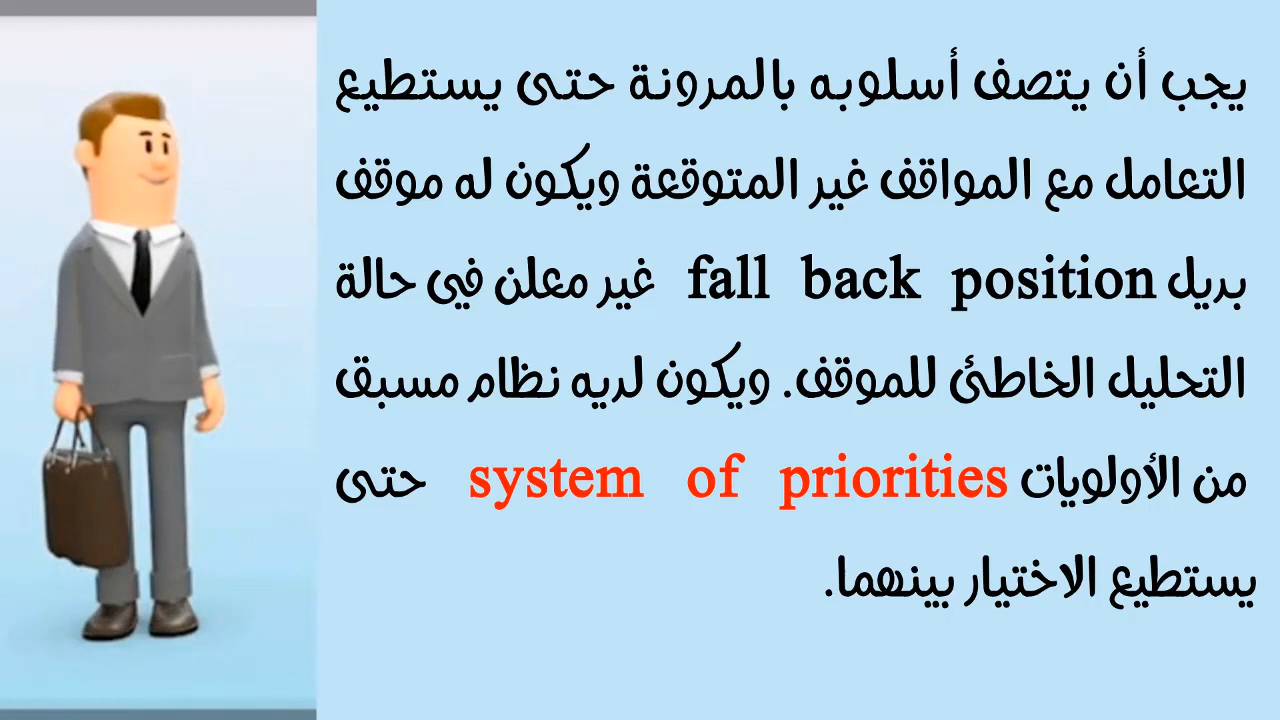 يجب أن يتصف أسلوبه بالمرونة حتى يستطيع
التعامل مع المواقف غير المتوقعة ويكون له موقف
بديل fall back position غير معلن في حالة
التحليل الخاطئ للموقف. ويكون لديه نظام مسبق
من الأولويات system of priorities حتى
يستطيع الاختيار بينهما.